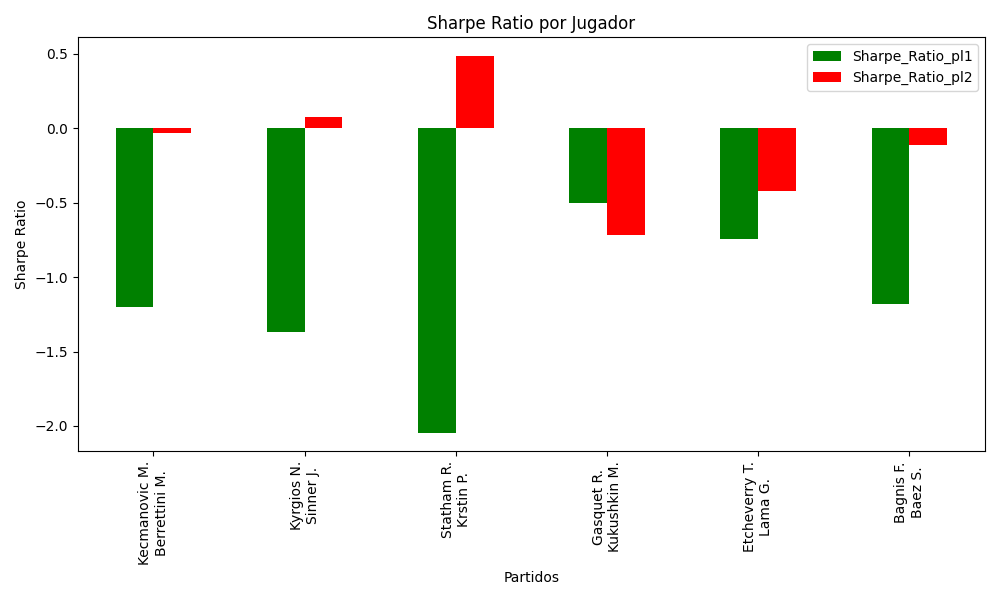 Sharpe Ratio por Jugador
Sharpe_Ratio_pl1
Sharpe_Ratio_pl2
Sharpe Ratio
0.5
0.0
−0.5
−1.0
−1.5
−2.0
Kecmanovic M.
Berrettini M.
Kyrgios N.
Sinner J.
Statham R.
Krstin P.
Gasquet R.
Kukushkin M.
Etcheverry T.
Lama G.
Bagnis F.
Baez S.
Partidos